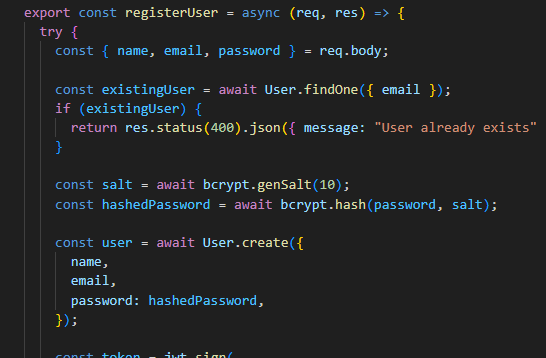 export const registerUser = async (req, res) => {
try {
const { name, email, password } = req.body;
const existingUser = await User.findOne({ email });
if (existingUser) {
return res.status(400).json({ message: "User already exists"
}
const salt = await bcrypt.genSalt(10);
const hashedPassword = await bcrypt.hash(password, salt);
const user = await User.create({
name,
email,
password: hashedPassword,
});
const token = jwt.sign(